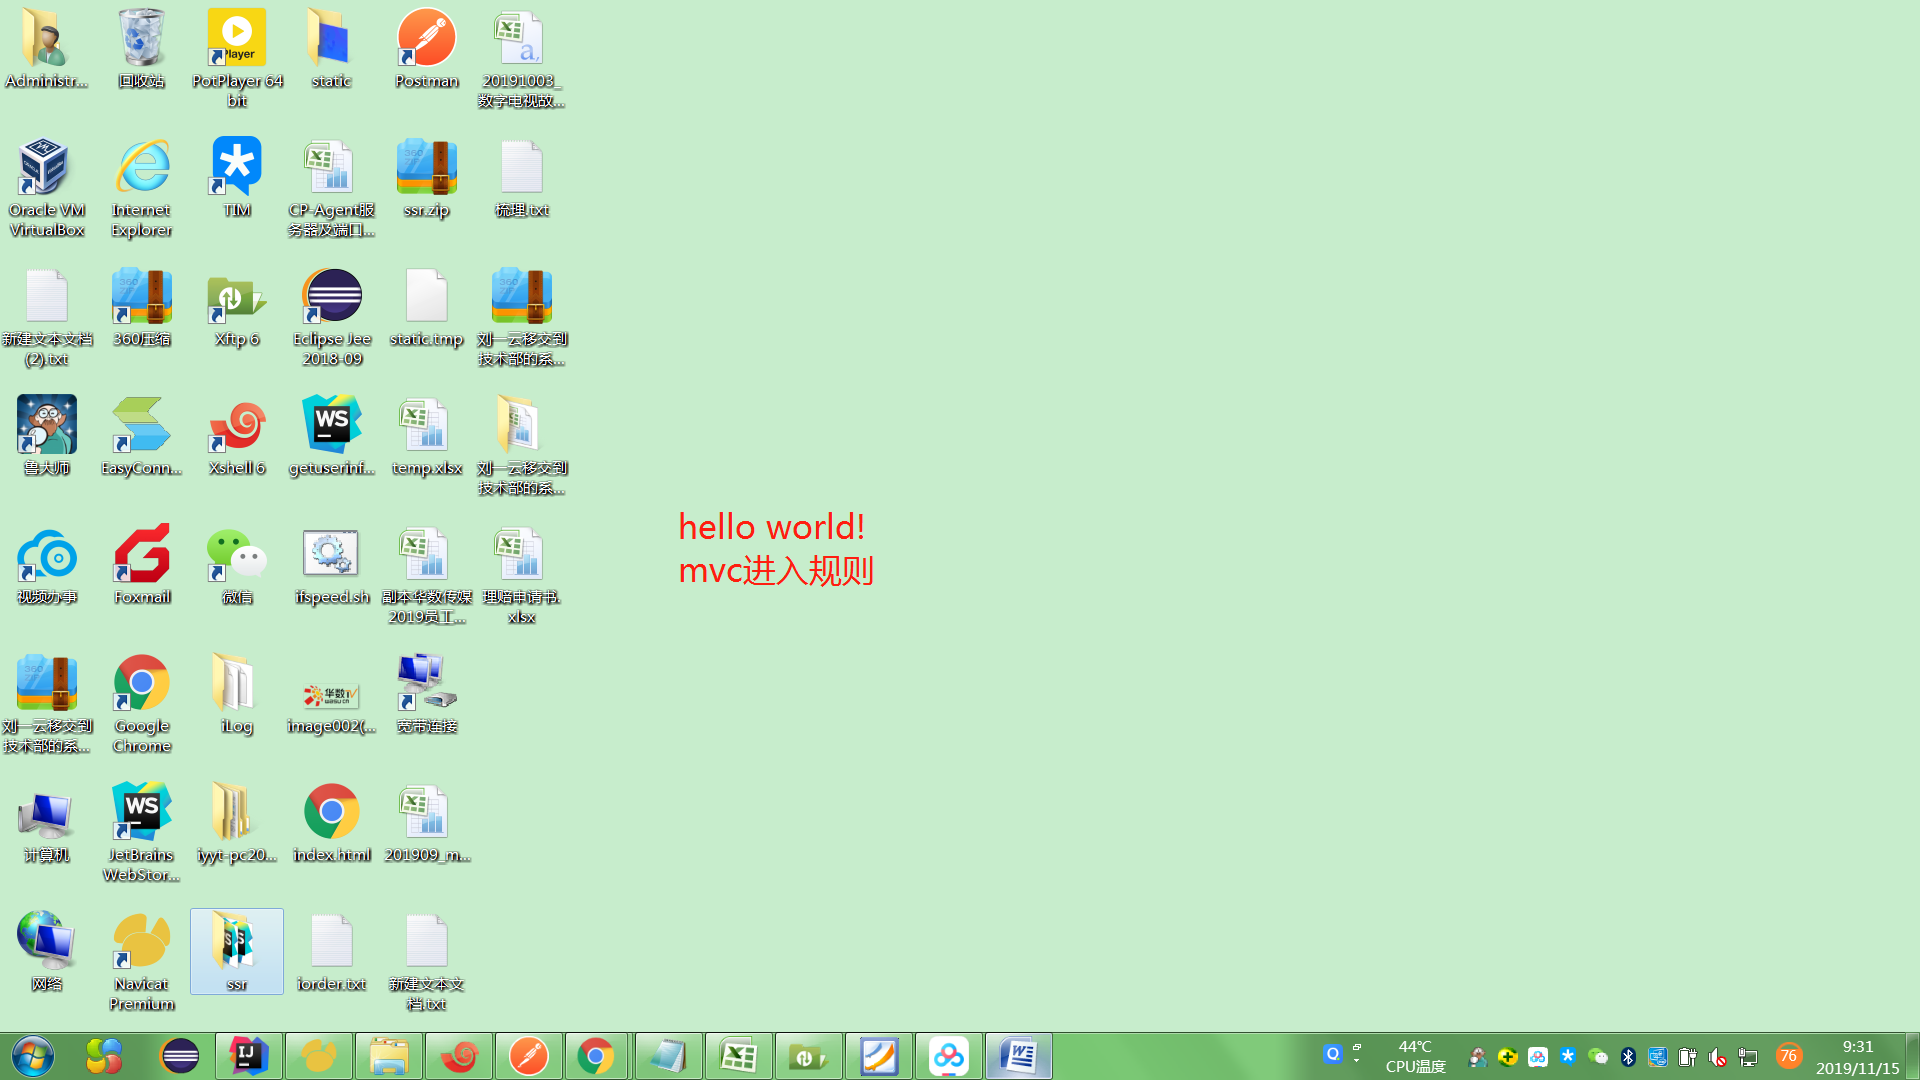 Administr...
回收站
PotPlayer 64
bit
static
Postman
20191003_
数字电视故...
Oracle VM
VirtualBox
Internet
Explorer
TIM
CP-Agent服
务器及端口...
ssr.zip
梳理.txt
新建文本文档
(2).txt
360压缩
Xftp 6
Eclipse Jee
2018-09
static.tmp
刘一云移交到
技术部的系...
鲁大师
EasyConn...
Xshell 6
getuserinf...
temp.xlsx
刘一云移交到
技术部的系...
hello world!
mvc进入规则
视频办事
Foxmail
微信
ifspeed.sh
副本华数传媒
2019员工...
理赔申请书.
xlsx
刘一云移交到
技术部的系...
Google
Chrome
iLog
image002(...
宽带连接
计算机
JetBrains
WebStor...
iyyt-pc20...
index.html
201909_m...
网络
Navicat
Premium
ssr
iorder.txt
新建文本文
档.txt
44℃
CPU温度
76
9:31
2019/11/15